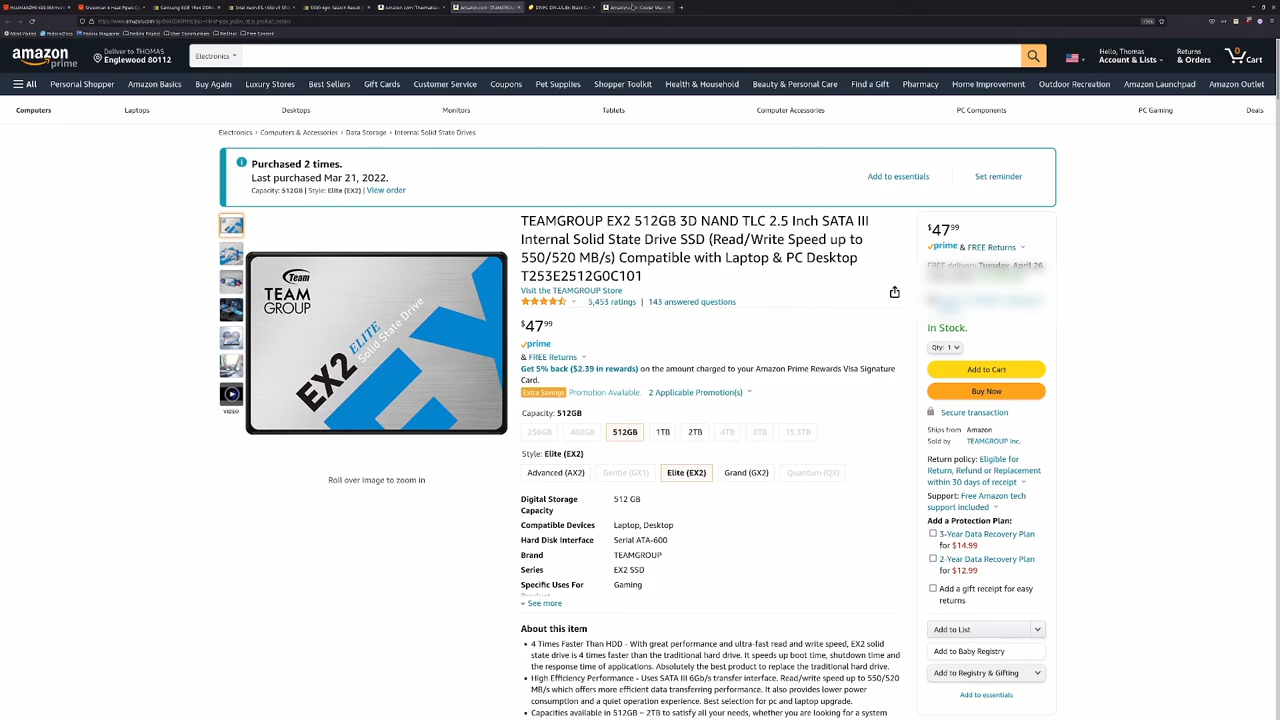 Most Visited
Fedora Docs
Fedora Magazine
Fedora Project
User Communities
Red Hat
Free Content
amazon
prime
Deliver to THOMAS
Englewood 80112
Electronics
Hello, Thomas
Account & Lists
Returns
& Orders
0
Cart
All
Personal Shopper
Amazon Basics
Buy Again
Luxury Stores
Best Sellers
Gift Cards
Customer Service
Coupons
Pet Supplies
Shopper Toolkit
Health & Household
Beauty & Personal Care
Find a Gift
Pharmacy
Home Improvement
Outdoor Recreation
Amazon Launchpad
Amazon Outlet
Computers
Laptops
Desktops
Monitors
Tablets
Computer Accessories
PC Components
PC Gaming
Deals
Electronics › Computers & Accessories › Data Storage › Internal Solid State Drives
Purchased 2 times.
Last purchased Mar 21, 2022.
Capacity: 512GB | Style: Elite (EX2) | View order
Add to essentials
Set reminder
Team
TEAM
GROUP
EX2 ELITE
Solid State Drive
VIDEO
Roll over image to zoom in
TEAMGROUP EX2 512GB 3D NAND TLC 2.5 Inch SATA III
Internal Solid State Drive SSD (Read/Write Speed up to
550/520 MB/s) Compatible with Laptop & PC Desktop
T253E2512G0C101
Visit the TEAMGROUP Store
5,453 ratings | 143 answered questions
$47 99
prime
& FREE Returns
Get 5% back ($2.39 in rewards) on the amount charged to your Amazon Prime Rewards Visa Signature
Card.
Extra Savings Promotion Available. 2 Applicable Promotion(s)
Capacity: 512GB
256GB 480GB 512GB 1TB 2TB 4TB 8TB 15.3TB
Style: Elite (EX2)
Advanced (AX2) Gentle (GX1) Elite (EX2) Grand (GX2) Quantum (QX)
Digital Storage 512 GB
Capacity
Compatible Devices Laptop, Desktop
Hard Disk Interface Serial ATA-600
Brand TEAMGROUP
Series EX2 SSD
Specific Uses For Gaming
Product
See more
About this item
• 4 Times Faster Than HDD - With great performance and ultra-fast read and write speed, EX2 solid
state drive is 4 times faster than the traditional hard drive. It speeds up boot time, shutdown time and
the response time of applications. Absolutely the best product to replace the traditional hard drive.
• High Efficiency Performance - Uses SATA III 6Gb/s transfer interface. Read/write speed up to 550/520
MB/s which offers more efficient data transferring performance. It also provides lower power
consumption and a quiet operation experience. Best selection for pc and laptop upgrade.
• Capacities available in 512GB ~ 2TB to satisfy all your needs, whether you are looking for a system
$47 99
prime & FREE Returns
FREE delivery Tuesday, April 26.
In Stock.
Qty: 1
Add to Cart
Buy Now
Secure transaction
Ships from Amazon
Sold by TEAMGROUP Inc.
Return policy: Eligible for
Return, Refund or Replacement
within 30 days of receipt
Support: Free Amazon tech
support included
Add a Protection Plan:
3-Year Data Recovery Plan
for $14.99
2-Year Data Recovery Plan
for $12.99
Add a gift receipt for easy
returns
Add to List
Add to Baby Registry
Add to Registry & Gifting
Add to essentials